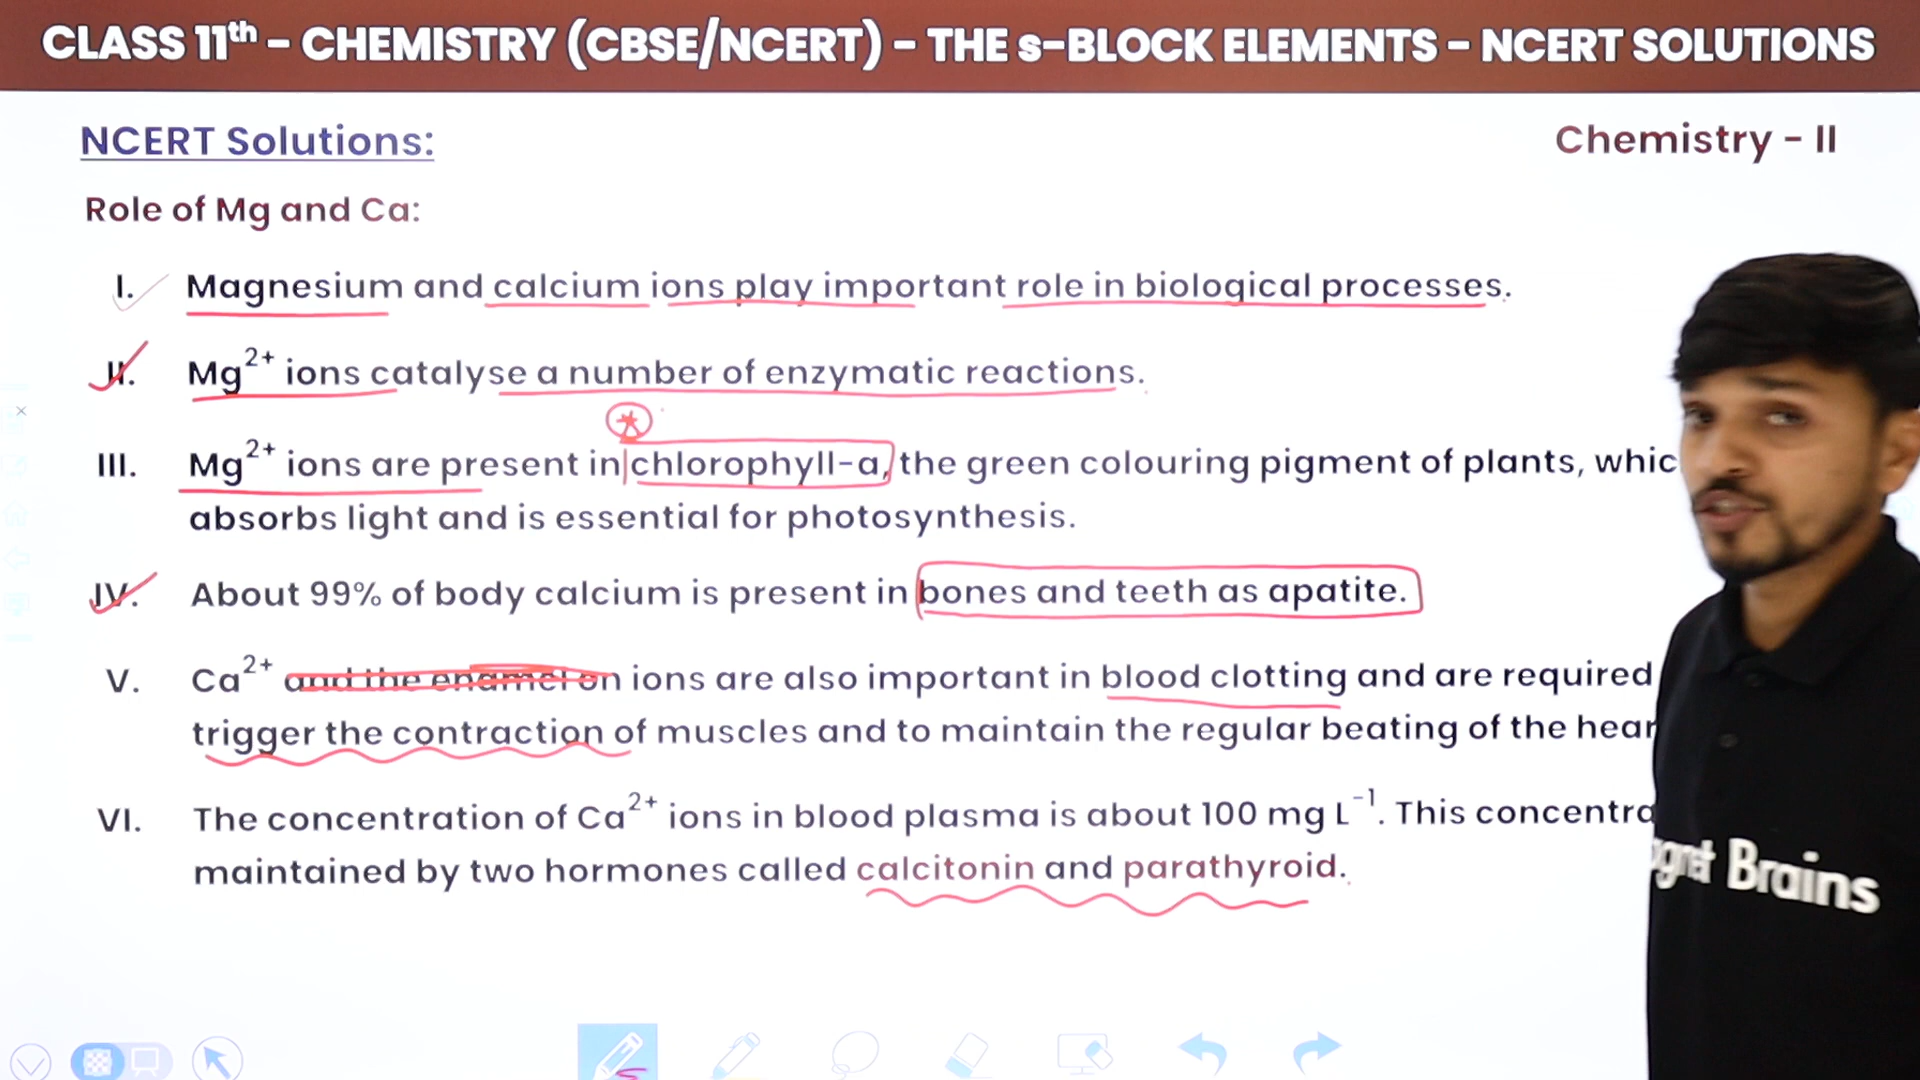 CLASS 11th - CHEMISTRY (CBSE/NCERT) - THE s-BLOCK ELEMENTS - NCERT SOLUTIONS
NCERT Solutions:
Chemistry - II
Role of Mg and Ca:
I. Magnesium and calcium ions play important role in biological processes.
II. Mg²⁺ ions catalyse a number of enzymatic reactions.
III. Mg²⁺ ions are present in chlorophyll-a, the green colouring pigment of plants, whic
absorbs light and is essential for photosynthesis.
IV. About 99% of body calcium is present in bones and teeth as apatite.
V. Ca²⁺ and the enamel on ions are also important in blood clotting and are required
trigger the contraction of muscles and to maintain the regular beating of the hear
VI. The concentration of Ca²⁺ ions in blood plasma is about 100 mg L⁻¹. This concentra
maintained by two hormones called calcitonin and parathyroid.
gnet Brains